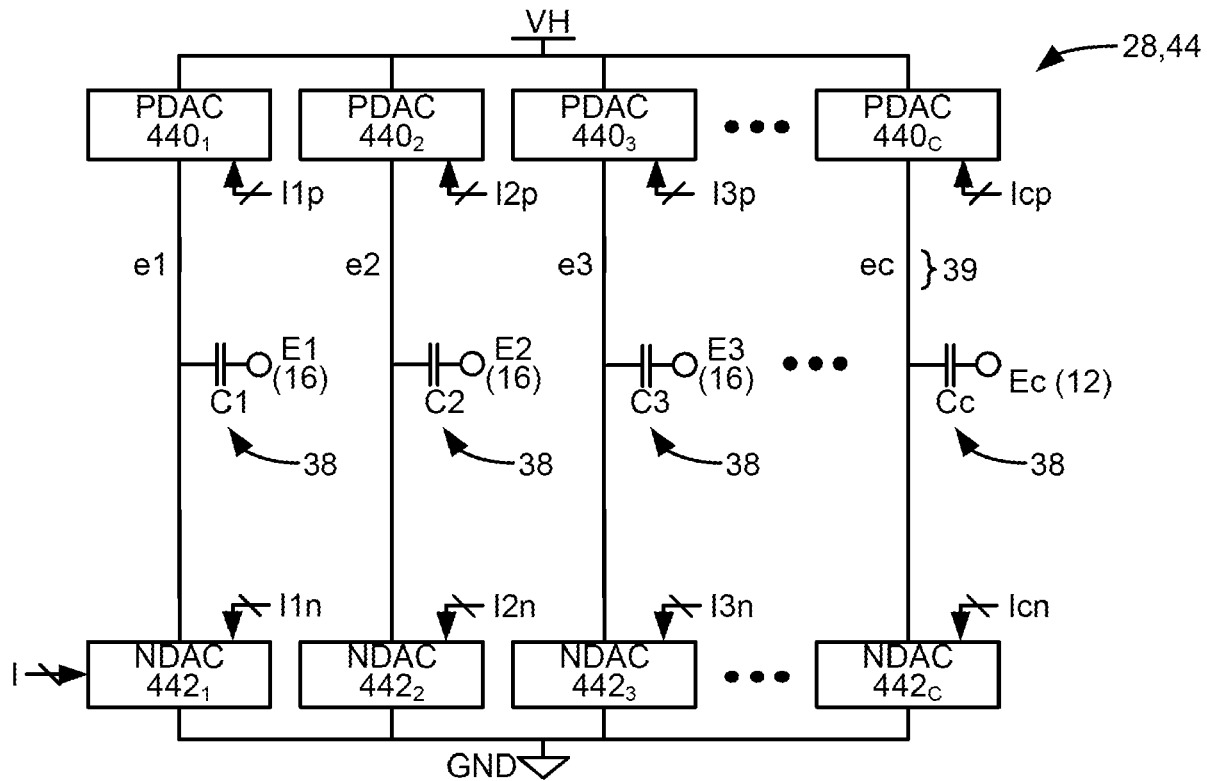 VH
28,44
PDAC 440₁
PDAC 440₂
PDAC 440₃
PDAC 440C
I1p
I2p
I3p
Icp
e1
e2
e3
ec
39
E1 (16)
E2 (16)
E3 (16)
Ec (12)
C1
C2
C3
Cc
38
38
38
38
I1n
I2n
I3n
Icn
I
NDAC 442₁
NDAC 442₂
NDAC 442₃
NDAC 442C
GND